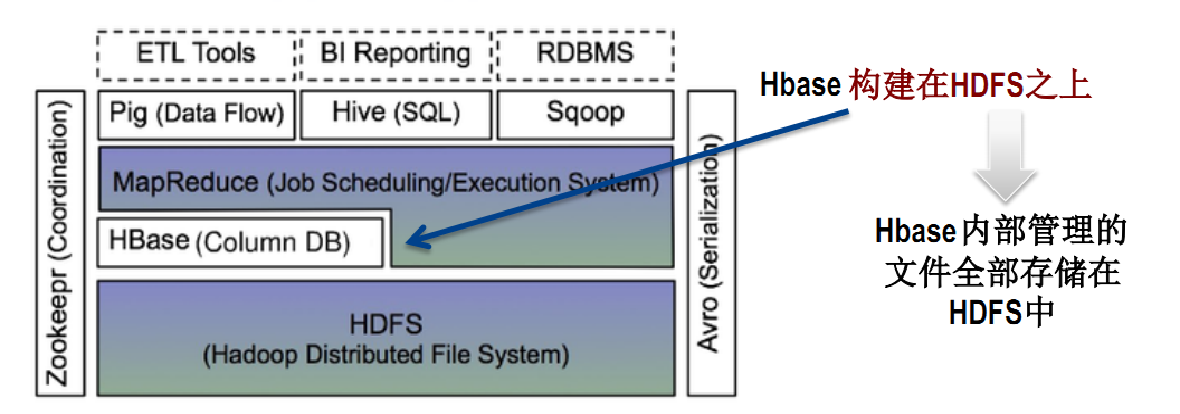 ETL Tools
BI Reporting
RDBMS
Pig (Data Flow)
Hive (SQL)
Sqoop
MapReduce (Job Scheduling/Execution System)
HBase (Column DB)
HDFS
(Hadoop Distributed File System)
Zookeepr (Coordination)
Avro (Serialization)
Hbase 构建在HDFS之上
Hbase内部管理的
文件全部存储在
HDFS中